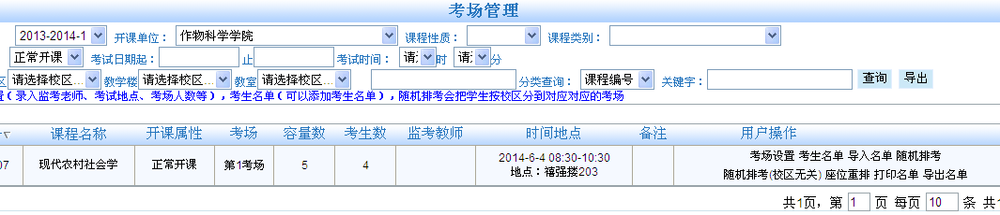 考场管理
2013-2014-1 开课单位： 作物科学学院 课程性质： 课程类别：
正常开课 考试日期起： 止 考试时间： 请 时 请 分
区 请选择校区... 教学楼 请选择校区... 教室 请选择校区... 分类查询： 课程编号 关键字： 查询 导出
置（录入监考老师、考试地点、考场人数等），考生名单（可以添加考生名单），随机排考会把学生按校区分到对应对应的考场
课程名称 开课属性 考场 容量数 考生数 监考教师 时间地点 备注 用户操作
07 现代农村社会学 正常开课 第1考场 5 4 2014-6-4 08:30-10:30 考场设置 考生名单 导入名单 随机排考
地点：禧强搂203 随机排考(校区无关) 座位重排 打印名单 导出名单
共1页，第 1 页 每页 10 条 共